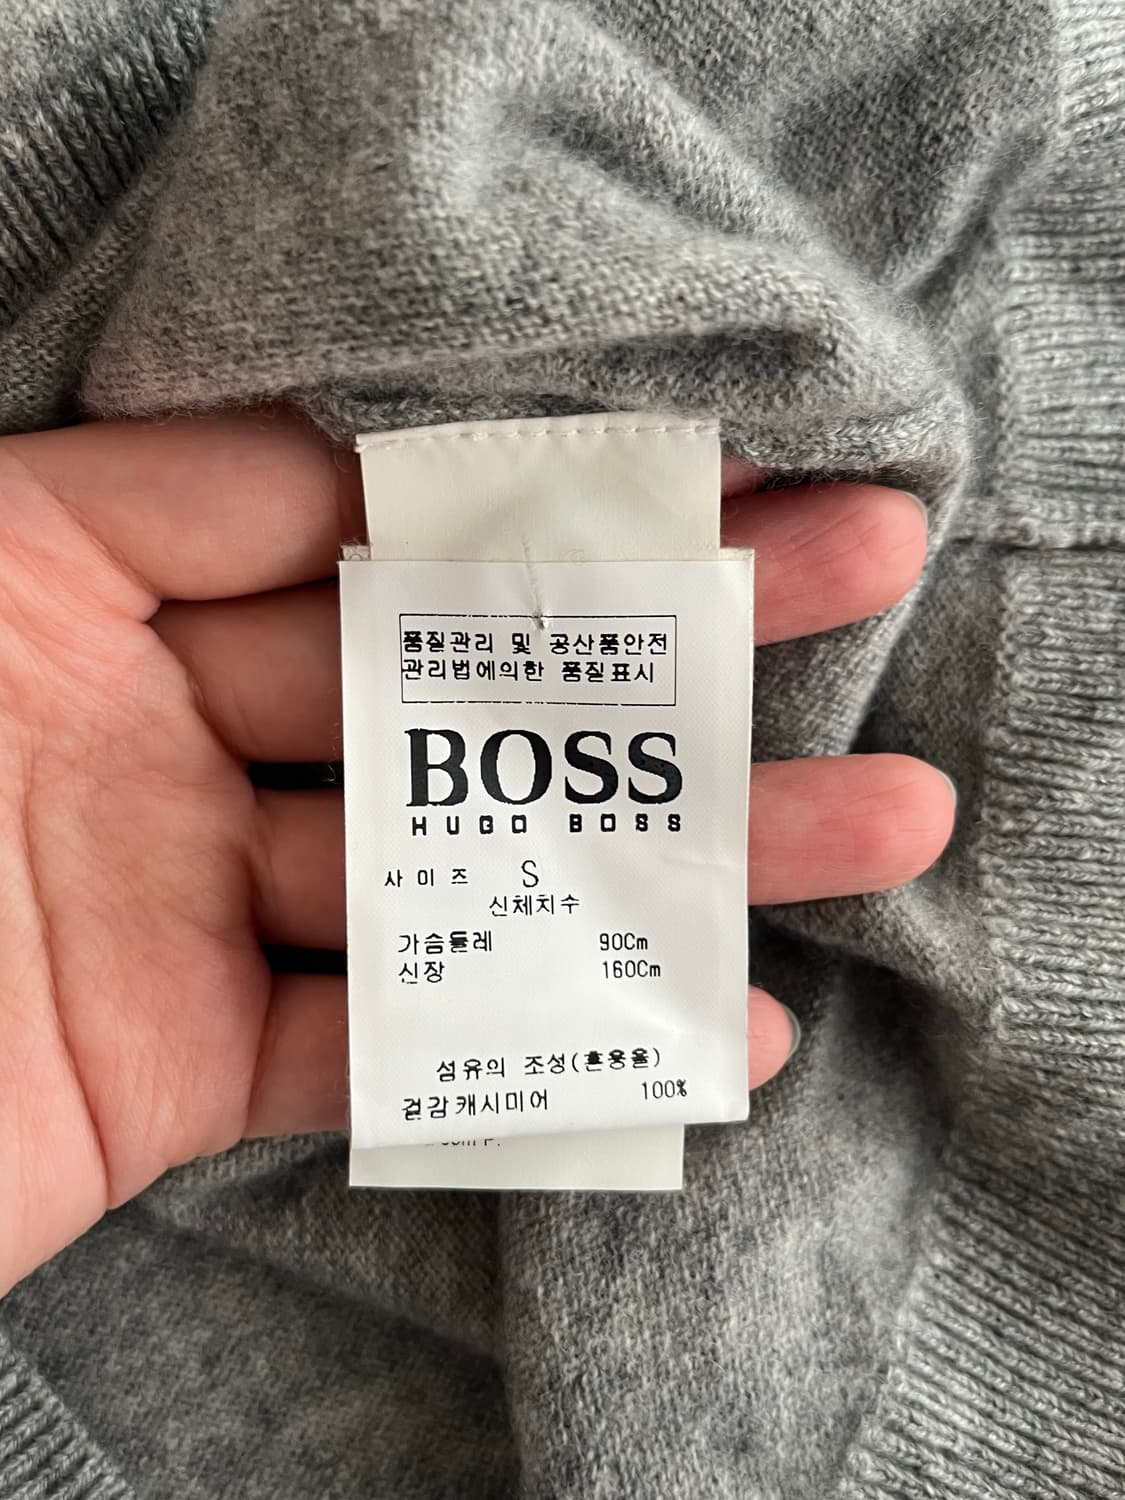 품질관리 및 공산품안전
관리법에의한 품질표시
BOSS
HUGO BOSS
사이즈 S
신체치수
가슴둘레 90Cm
신장 160Cm
섬유의 조성(혼용율)
겉감캐시미어 100%